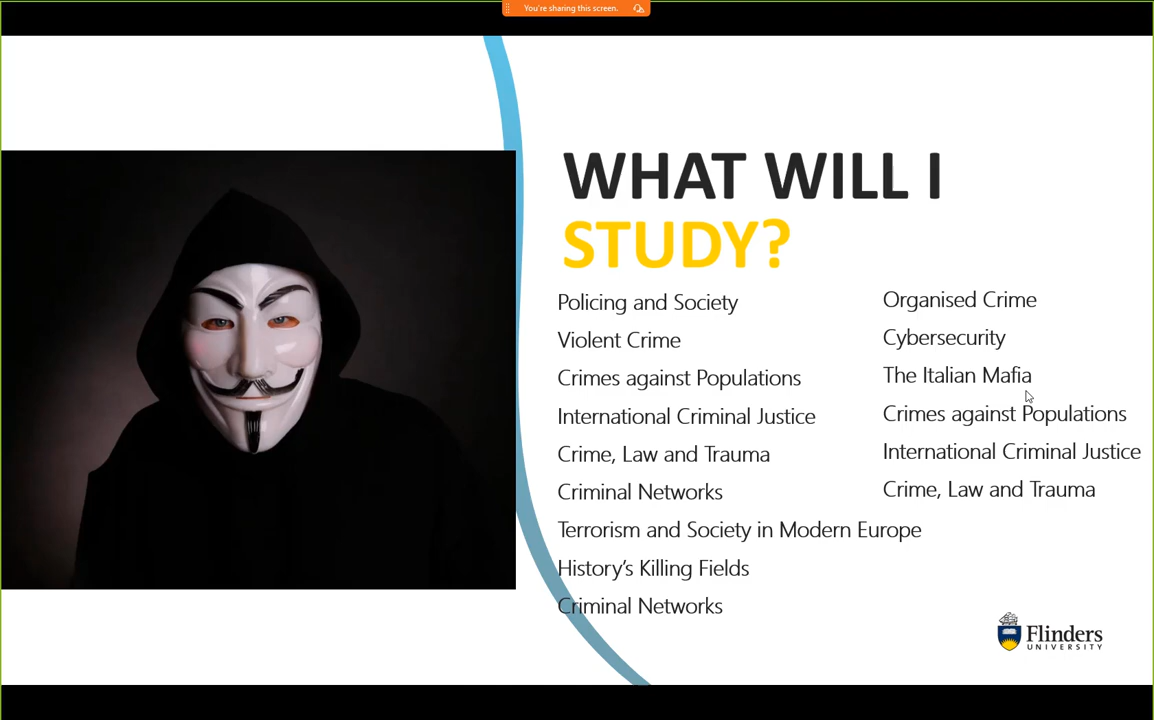 You're sharing this screen.
WHAT WILL I
STUDY?
Policing and Society
Violent Crime
Crimes against Populations
International Criminal Justice
Crime, Law and Trauma
Criminal Networks
Terrorism and Society in Modern Europe
History's Killing Fields
Criminal Networks
Organised Crime
Cybersecurity
The Italian Mafia
Crimes against Populations
International Criminal Justice
Crime, Law and Trauma
Flinders
UNIVERSITY